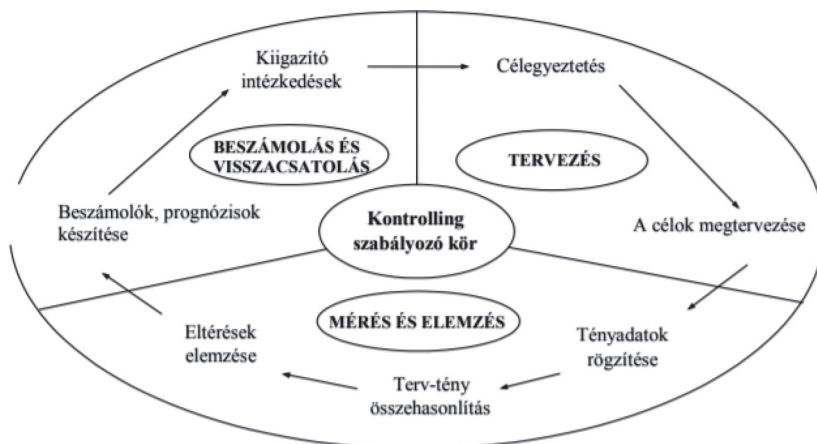 Kiigazító
intézkedések
Célegyeztetés
BESZÁMOLÁS ÉS
VISSZACSATOLÁS
TERVEZÉS
Beszámolók, prognózisok
készítése
Kontrolling
szabályozó kör
A célok megtervezése
MÉRÉS ÉS ELEMZÉS
Eltérések
elemzése
Tényadatok
rögzítése
Terv-tény
összehasonlítás